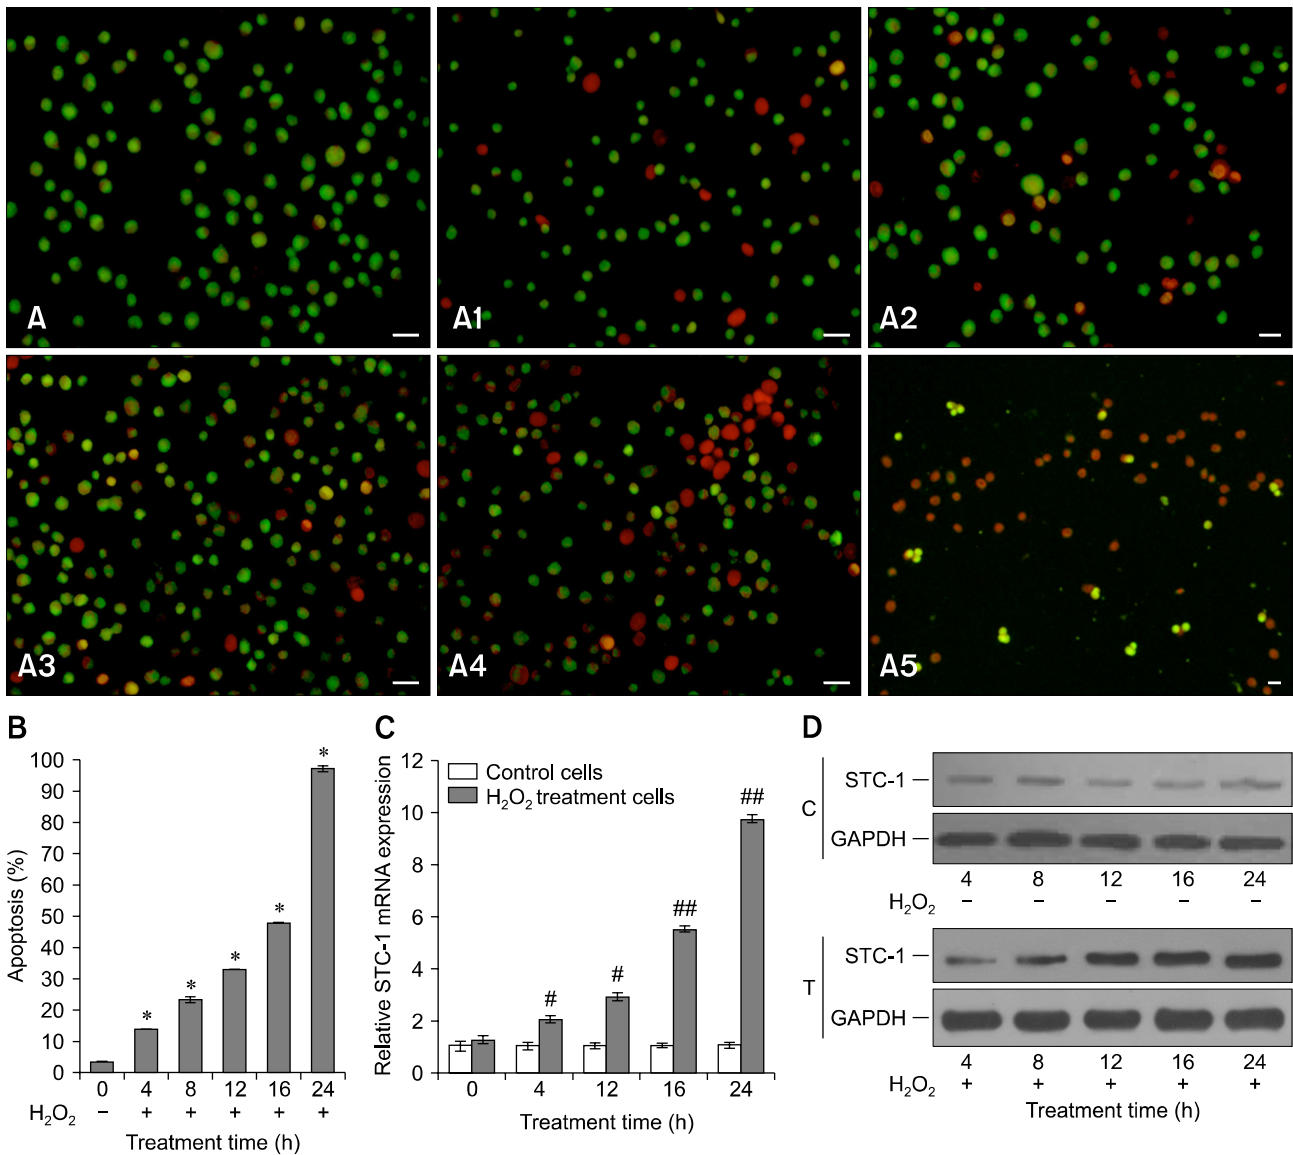 A
A1
A2
A3
A4
A5
B
Apoptosis (%)
100
90
80
70
60
50
40
30
20
10
0
* * * * *
0 4 8 12 16 24
H₂O₂ − + + + + +
Treatment time (h)
C
Relative STC-1 mRNA expression
12
10
8
6
4
2
0
Control cells
H₂O₂ treatment cells
# # ## ##
0 4 12 16 24
Treatment time (h)
D
C
STC-1
GAPDH
4 8 12 16 24
H₂O₂ − − − − −
T
STC-1
GAPDH
4 8 12 16 24
H₂O₂ + + + + +
Treatment time (h)